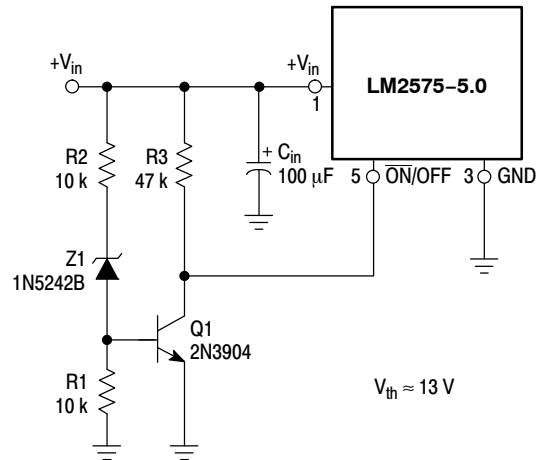 +Vin
+Vin
1
LM2575–5.0
R2
10 k
R3
47 k
+ Cin
100 µF
5
ON/OFF
3
GND
Z1
1N5242B
Q1
2N3904
R1
10 k
Vth ≈ 13 V